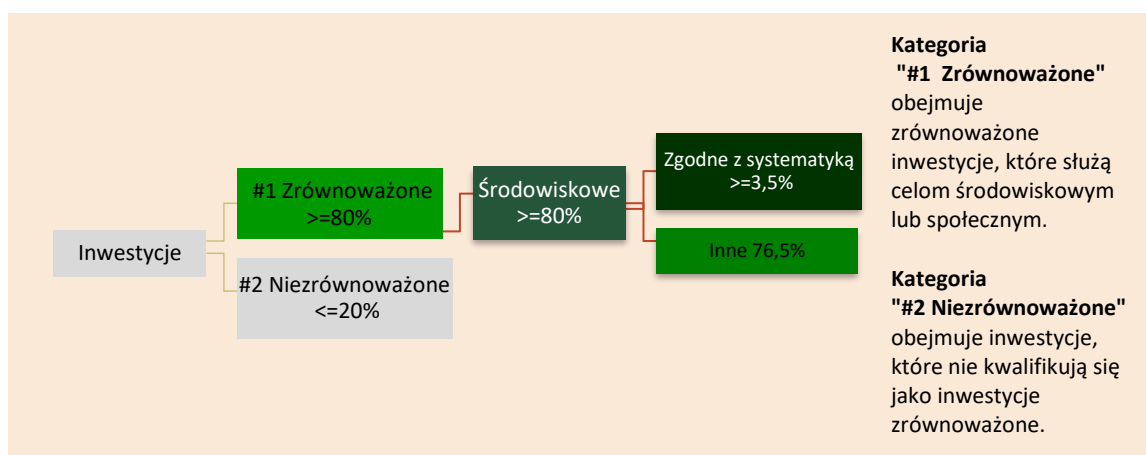 Inwestycje
#1 Zrównoważone
>=80%
#2 Niezrównoważone
<=20%
Środowiskowe
>=80%
Zgodne z systematyką
>=3,5%
Inne 76,5%
Kategoria
"#1 Zrównoważone"
obejmuje
zrównoważone
inwestycje, które służą
celom środowiskowym
lub społecznym.
Kategoria
"#2 Niezrównoważone"
obejmuje inwestycje,
które nie kwalifikują się
jako inwestycje
zrównoważone.